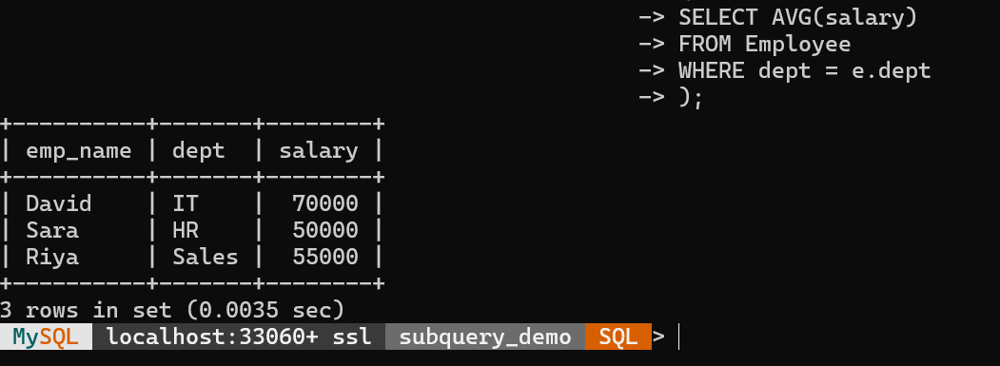 -> SELECT AVG(salary)
-> FROM Employee
-> WHERE dept = e.dept
-> );
+----------+-------+--------+
| emp_name | dept  | salary |
+----------+-------+--------+
| David    | IT    |  70000 |
| Sara     | HR    |  50000 |
| Riya     | Sales |  55000 |
+----------+-------+--------+
3 rows in set (0.0035 sec)
MySQL localhost:33060+ ssl subquery_demo SQL >